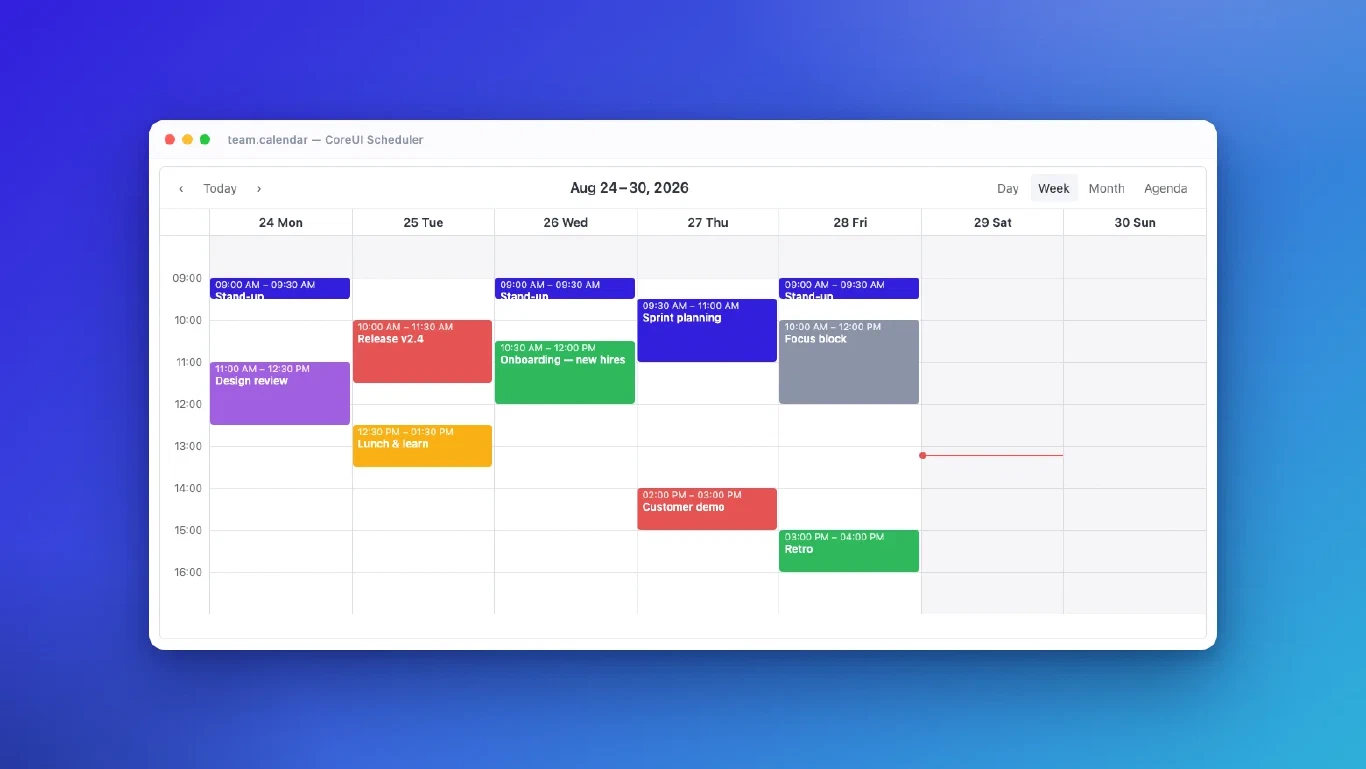 team.calendar — CoreUI Scheduler
‹ Today › Aug 24–30, 2026 Day Week Month Agenda
24 Mon 25 Tue 26 Wed 27 Thu 28 Fri 29 Sat 30 Sun
09:00
09:00 AM – 09:30 AM
Stand-up
09:00 AM – 09:30 AM
Stand-up
09:00 AM – 09:30 AM
Stand-up
09:30 AM – 11:00 AM
Sprint planning
10:00
10:00 AM – 11:30 AM
Release v2.4
10:00 AM – 12:00 PM
Focus block
10:30 AM – 12:00 PM
Onboarding — new hires
11:00
11:00 AM – 12:30 PM
Design review
12:00
12:30 PM – 01:30 PM
Lunch & learn
13:00
14:00
02:00 PM – 03:00 PM
Customer demo
15:00
03:00 PM – 04:00 PM
Retro
16:00